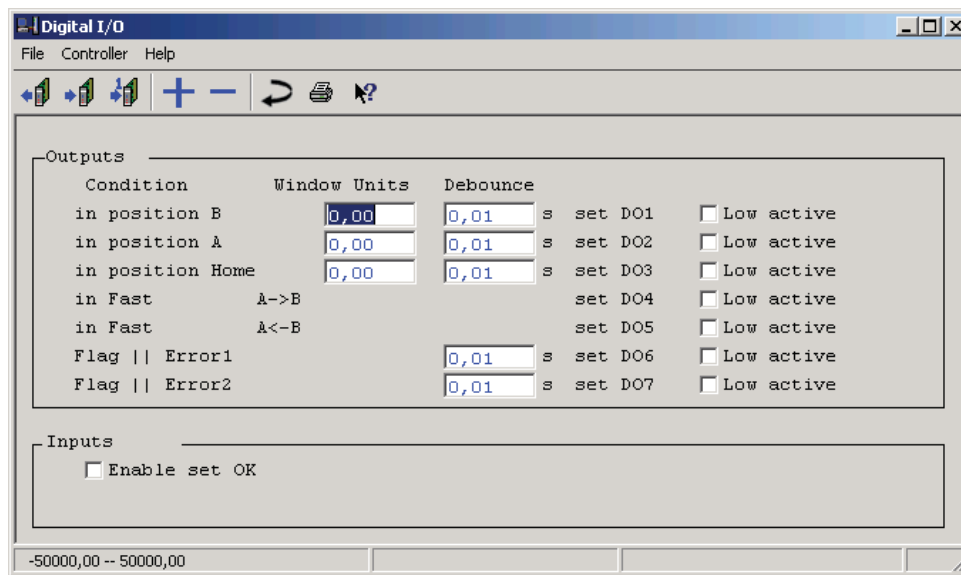 Digital I/O
File Controller Help
1
?
Outputs
Condition Window Units Debounce
in position B 0,00 0,01 s set DO1 Low active
in position A 0,00 0,01 s set DO2 Low active
in position Home 0,00 0,01 s set DO3 Low active
in Fast A->B set DO4 Low active
in Fast A<-B set DO5 Low active
Flag || Error1 0,01 s set DO6 Low active
Flag || Error2 0,01 s set DO7 Low active
Inputs
Enable set OK
-50000,00 -- 50000,00